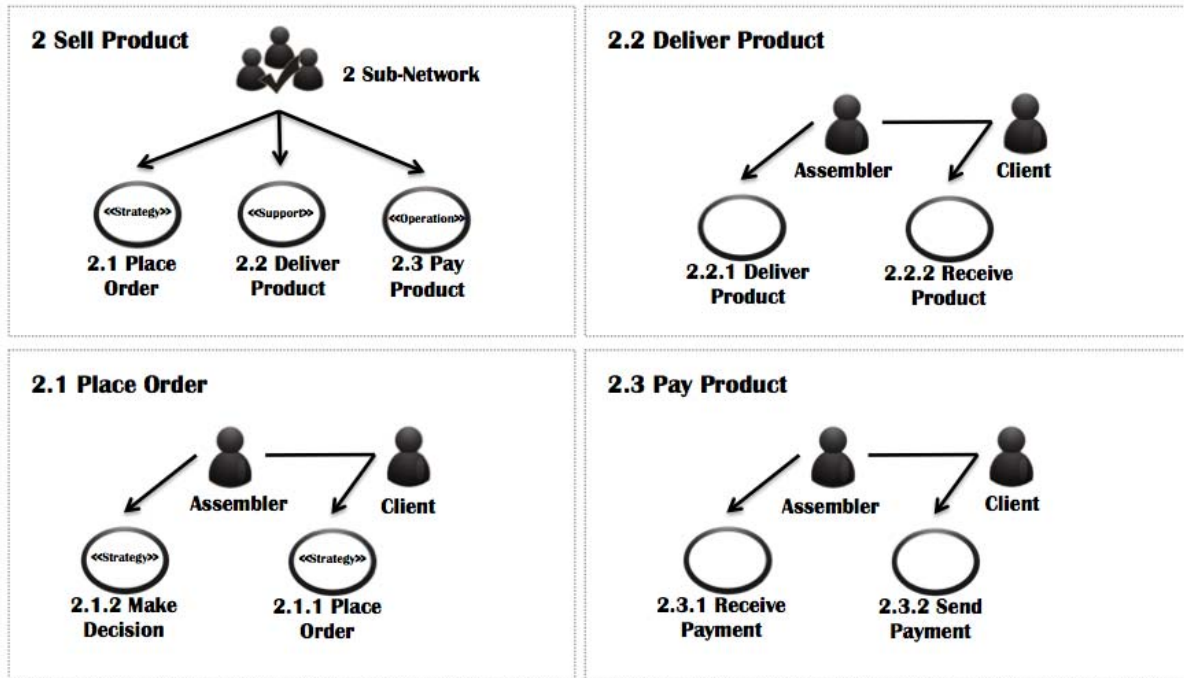 2 Sell Product
2 Sub-Network
«Strategy»
«Support»
«Operation»
2.1 Place
Order
2.2 Deliver
Product
2.3 Pay
Product
2.2 Deliver Product
Assembler
Client
2.2.1 Deliver
Product
2.2.2 Receive
Product
2.1 Place Order
Assembler
Client
«Strategy»
«Strategy»
2.1.2 Make
Decision
2.1.1 Place
Order
2.3 Pay Product
Assembler
Client
2.3.1 Receive
Payment
2.3.2 Send
Payment